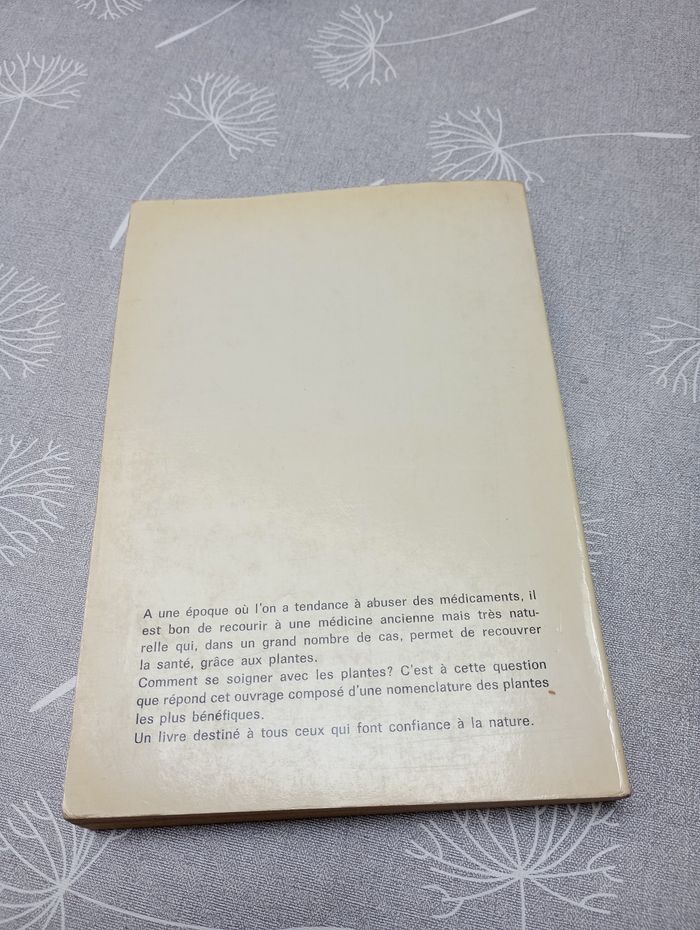 A une époque où l'on a tendance à abuser des médicaments, il
est bon de recourir à une médicine ancienne mais très natu-
relle qui, dans un grand nombre de cas, permet de recouvrer
la santé, grâce aux plantes.
Comment se soigner avec les plantes? C'est à cette question
que répond cet ouvrage composé d'une nomenclature des plantes
les plus bénéfiques.
Un livre destiné à tous ceux qui font confiance à la nature.